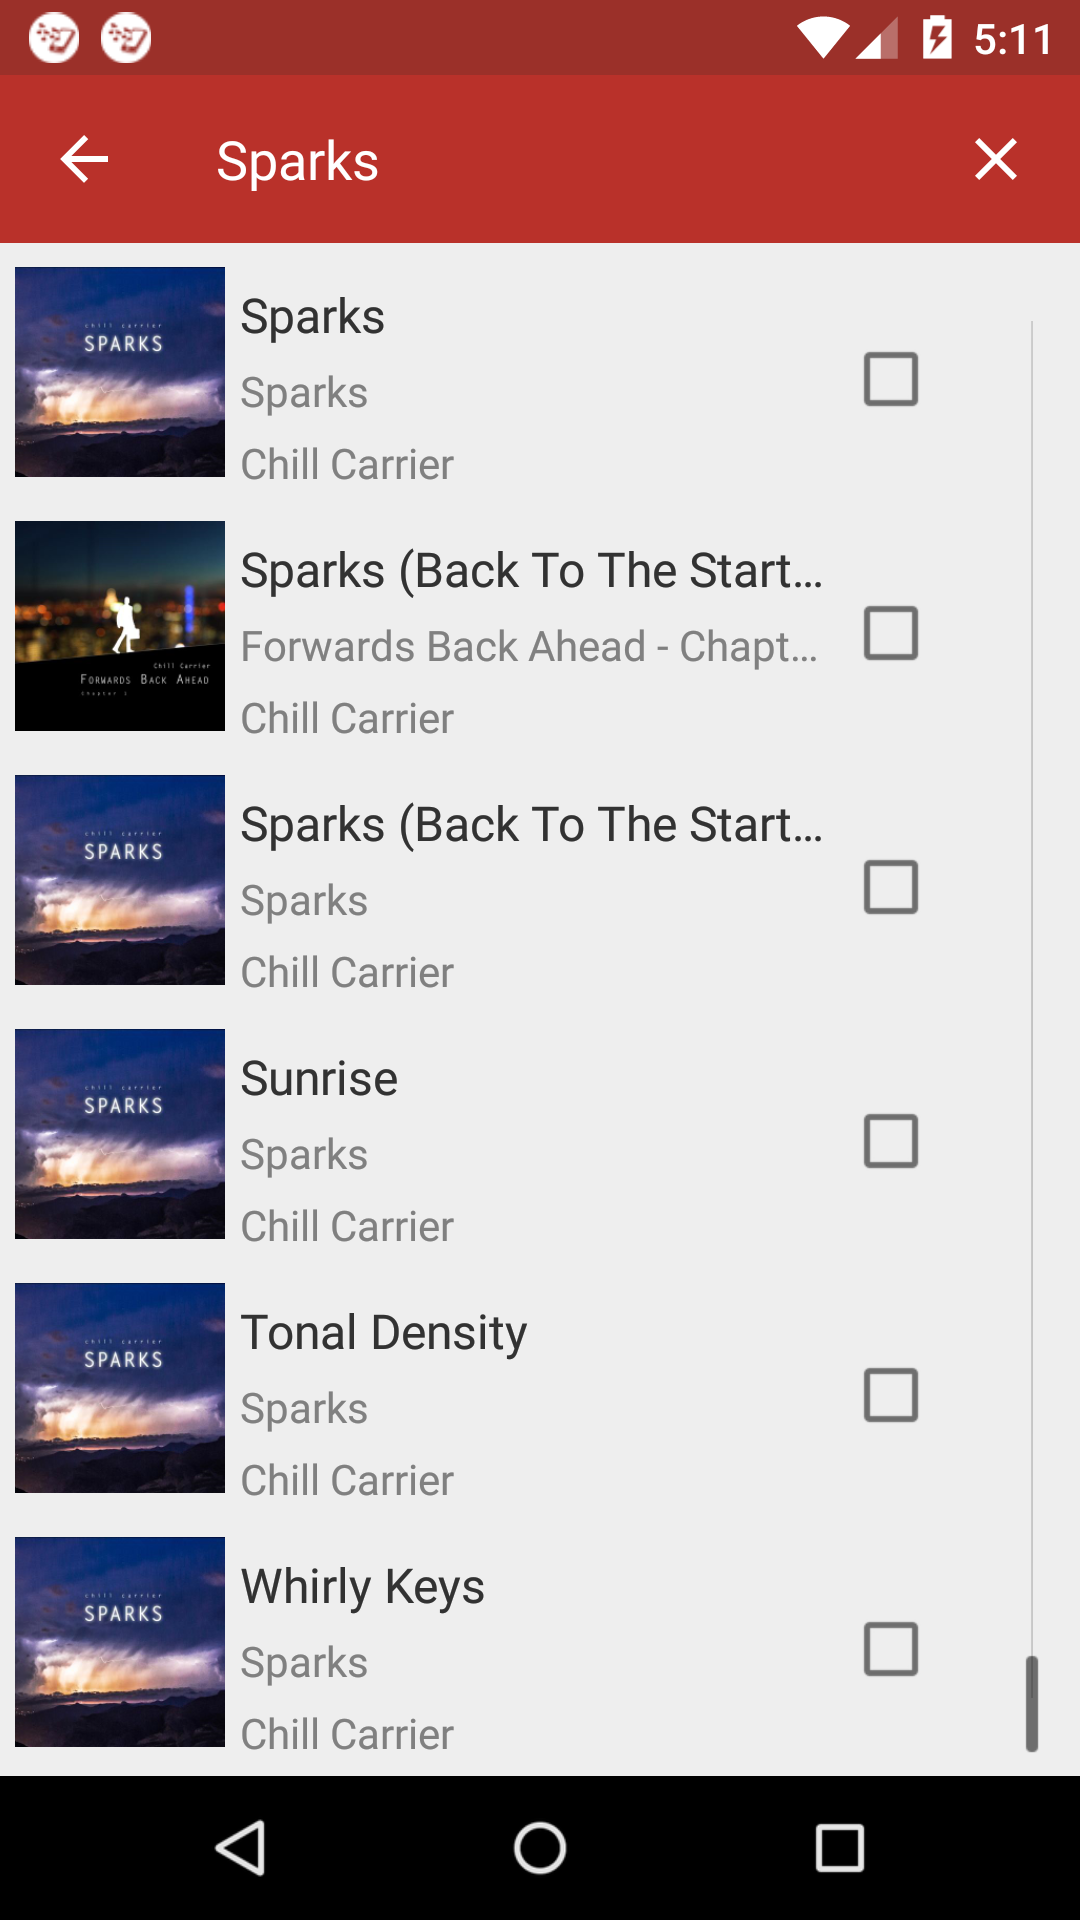 5:11
Sparks
chill carrier
SPARKS
Sparks
Sparks
Chill Carrier
Chill Carrier
FORWARDS BACK AHEAD
Chapter 1
Sparks (Back To The Start...
Forwards Back Ahead - Chapt...
Chill Carrier
chill carrier
SPARKS
Sparks (Back To The Start...
Sparks
Chill Carrier
chill carrier
SPARKS
Sunrise
Sparks
Chill Carrier
chill carrier
SPARKS
Tonal Density
Sparks
Chill Carrier
chill carrier
SPARKS
Whirly Keys
Sparks
Chill Carrier